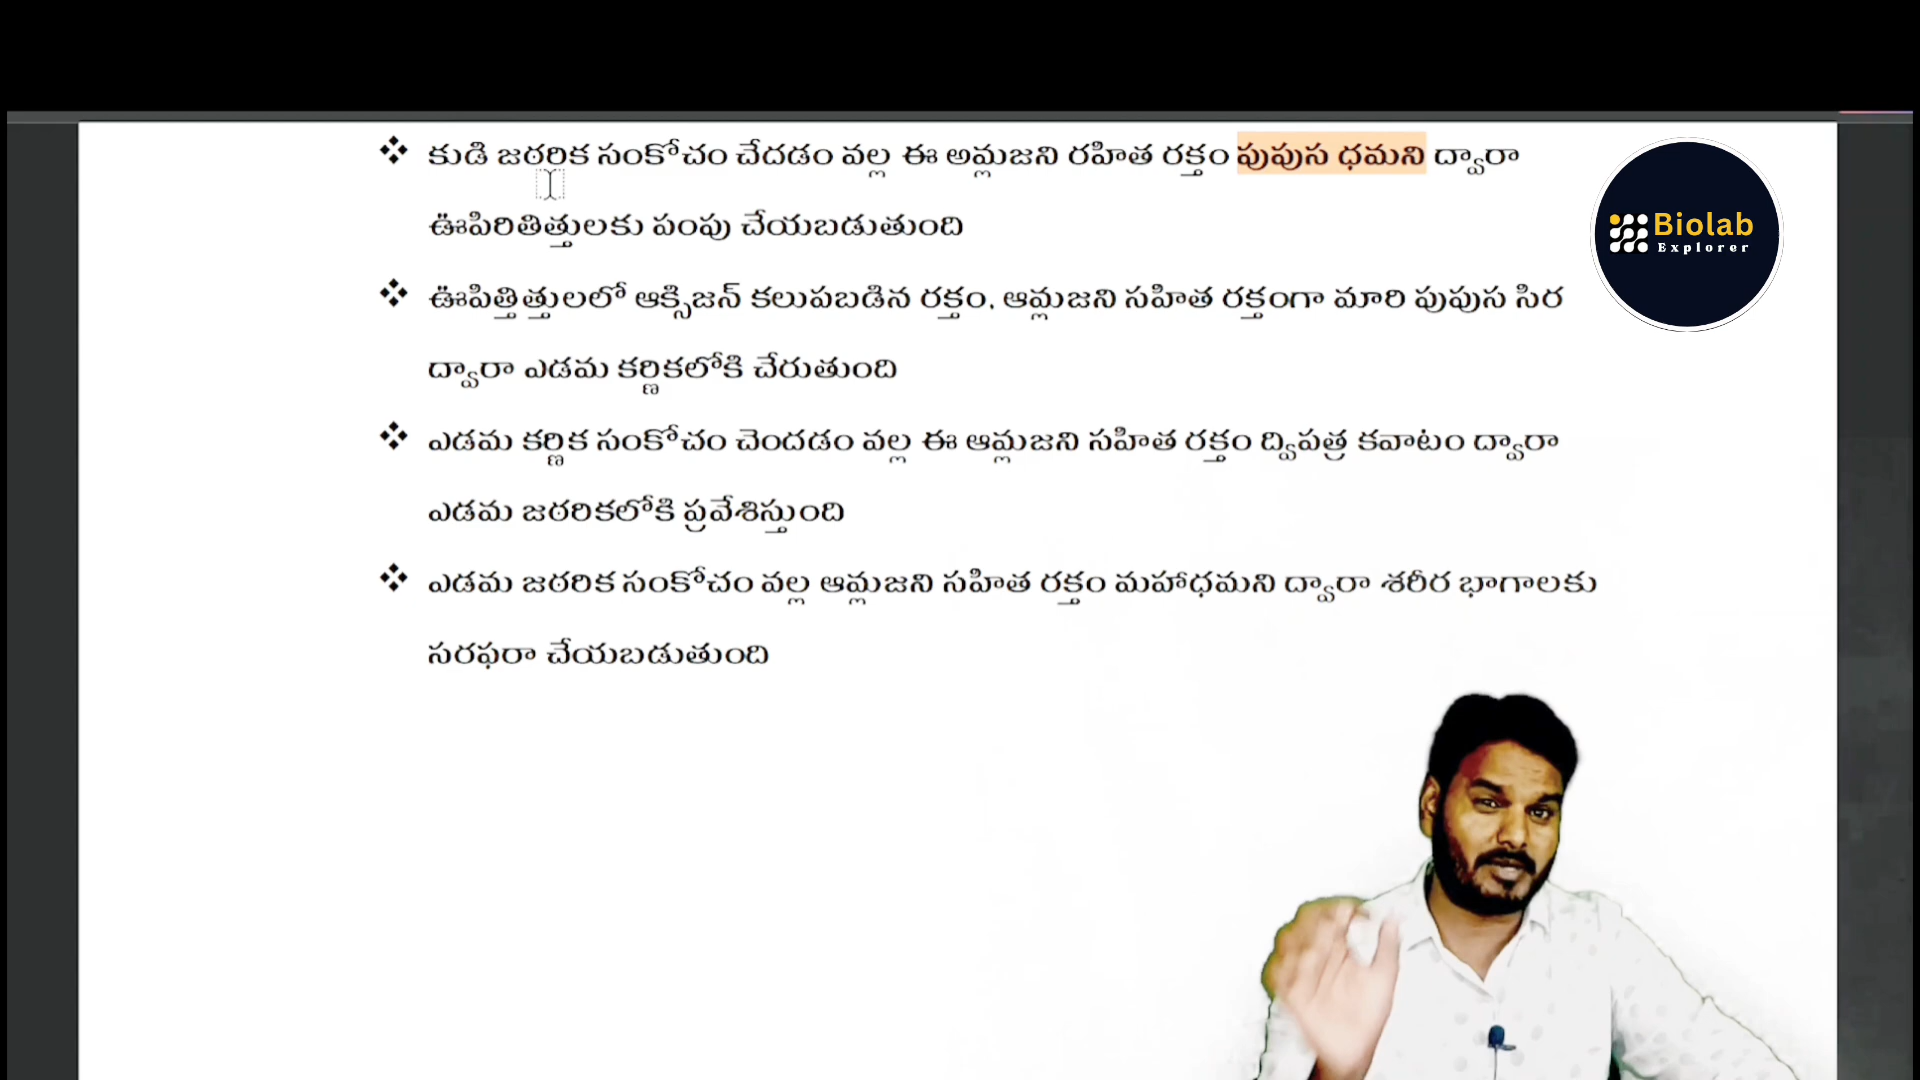 ❖ కుడి జఠరిక సంకోచం చేదడం వల్ల ఈ అమ్లజని రహిత రక్తం పుపుస ధమని ద్వారా
ఊపిరితిత్తులకు పంపు చేయబడుతుంది
❖ ఊపిత్తిత్తులలో ఆక్సిజన్ కలుపబడిన రక్తం, ఆమ్లజని సహిత రక్తంగా మారి పుపుస సిర
ద్వారా ఎడమ కర్ణికలోకి చేరుతుంది
❖ ఎడమ కర్ణిక సంకోచం చెందడం వల్ల ఈ ఆమ్లజని సహిత రక్తం ద్విపత్ర కవాటం ద్వారా
ఎడమ జఠరికలోకి ప్రవేశిస్తుంది
❖ ఎడమ జఠరిక సంకోచం వల్ల ఆమ్లజని సహిత రక్తం మహాధమని ద్వారా శరీర భాగాలకు
సరఫరా చేయబడుతుంది
Biolab
Explorer